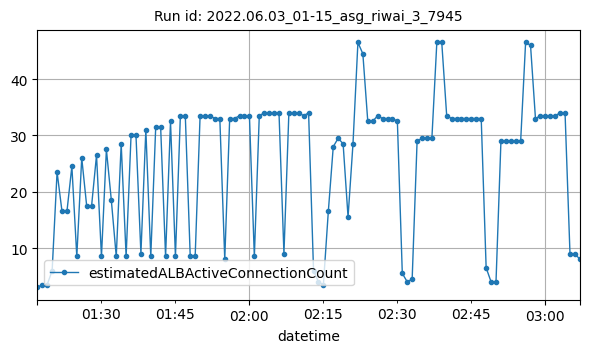 Run id: 2022.06.03_01-15_asg_riwai_3_7945
40
30
20
10
estimatedALBActiveConnectionCount
01:30 01:45 02:00 02:15 02:30 02:45 03:00
datetime